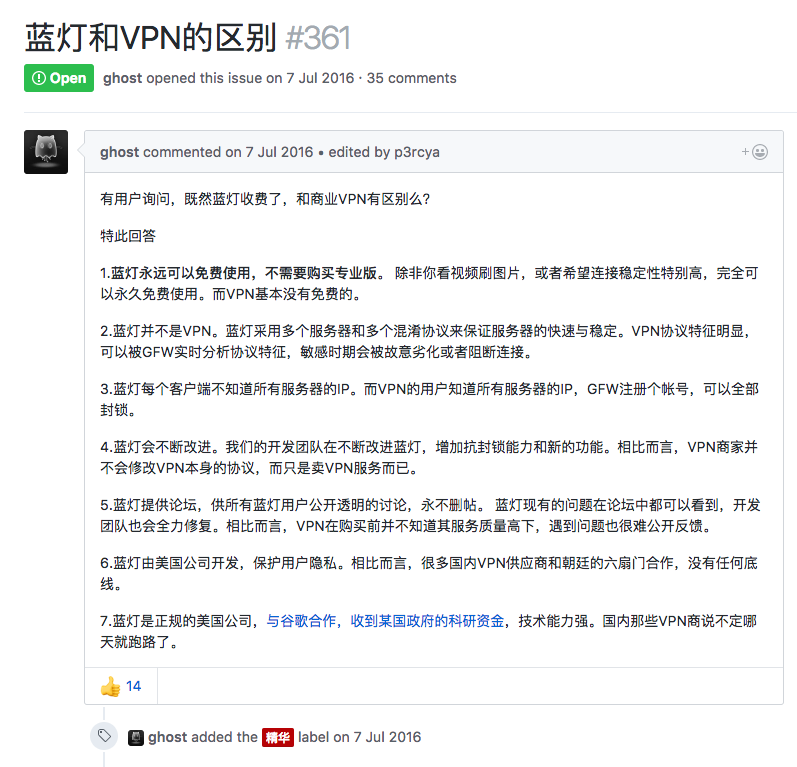 蓝灯和VPN的区别 #361
Open ghost opened this issue on 7 Jul 2016 · 35 comments
ghost commented on 7 Jul 2016 • edited by p3rcya
有用户询问，既然蓝灯收费了，和商业VPN有区别么?
特此回答
1.蓝灯永远可以免费使用，不需要购买专业版。 除非你看视频刷图片，或者希望连接稳定性特别高，完全可
以永久免费使用。而VPN基本没有免费的。
2.蓝灯并不是VPN。蓝灯采用多个服务器和多个混淆协议来保证服务器的快速与稳定。VPN协议特征明显，
可以被GFW实时分析协议特征，敏感时期会被故意劣化或者阻断连接。
3.蓝灯每个客户端不知道所有服务器的IP。而VPN的用户知道所有服务器的IP，GFW注册个帐号，可以全部
封锁。
4.蓝灯会不断改进。我们的开发团队在不断改进蓝灯，增加抗封锁能力和新的功能。相比而言，VPN商家并
不会修改VPN本身的协议，而只是卖VPN服务而已。
5.蓝灯提供论坛，供所有蓝灯用户公开透明的讨论，永不删帖。 蓝灯现有的问题在论坛中都可以看到，开发
团队也会全力修复。相比而言，VPN在购买前并不知道其服务质量高下，遇到问题也很难公开反馈。
6.蓝灯由美国公司开发，保护用户隐私。相比而言，很多国内VPN供应商和朝廷的六扇门合作，没有任何底
线。
7.蓝灯是正规的美国公司，与谷歌合作，收到某国政府的科研资金，技术能力强。国内那些VPN商说不定哪
天就跑路了。
👍 14
ghost added the 精华 label on 7 Jul 2016